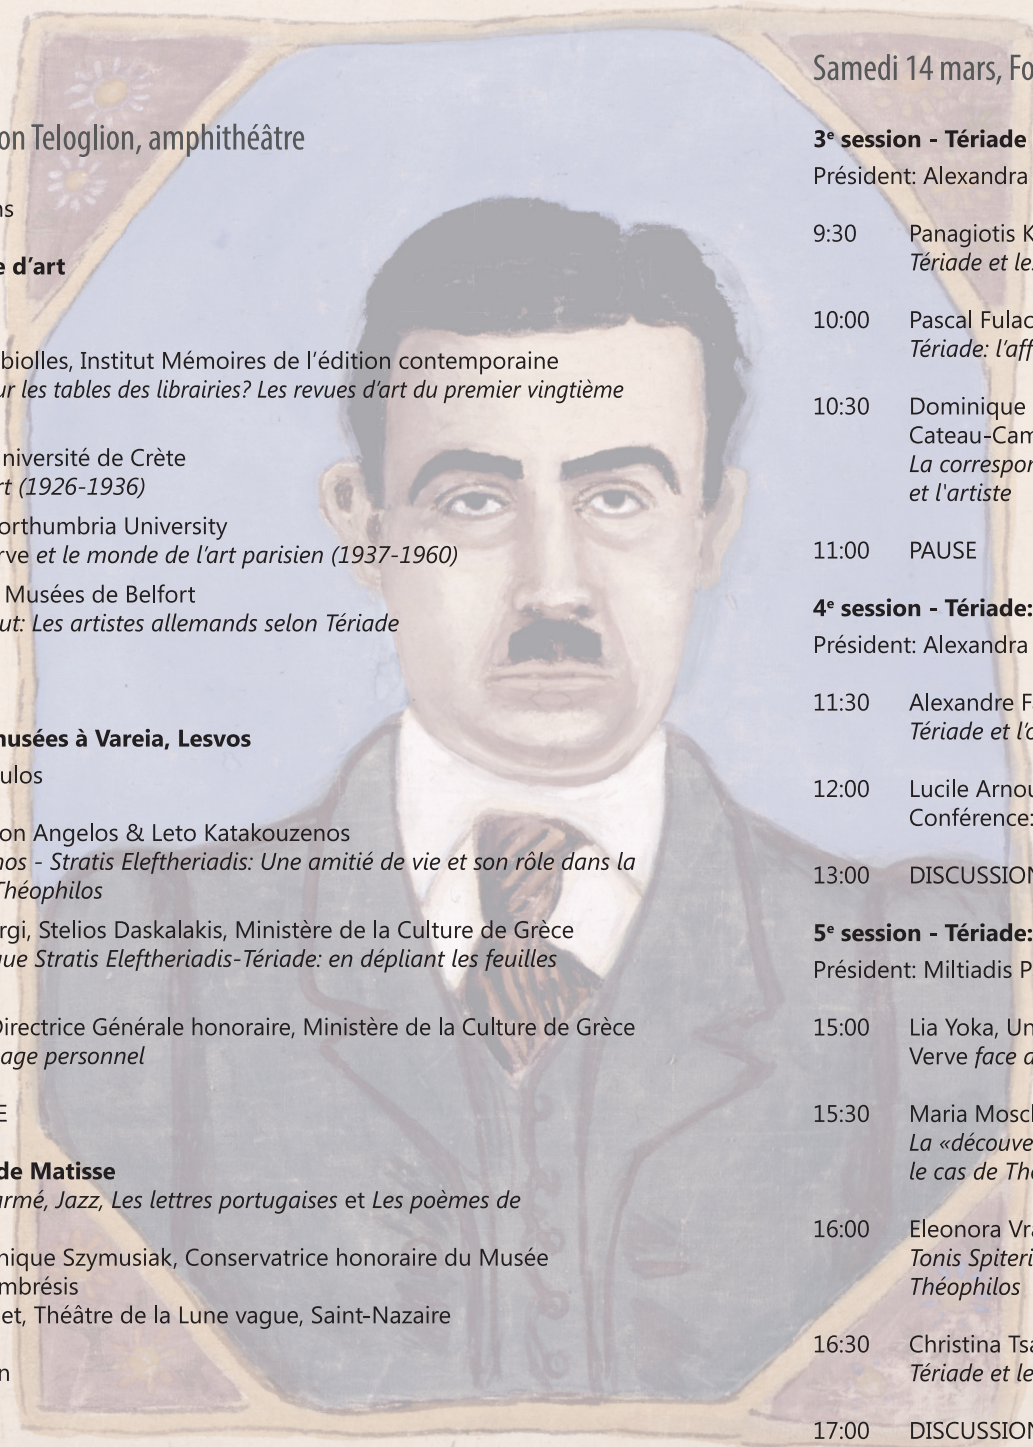 on Teloglion, amphithéâtre
ns
e d’art
biolles, Institut Mémoires de l’édition contemporaine
ur les tables des librairies? Les revues d’art du premier vingtième
niversité de Crète
rt (1926-1936)
orthumbria University
rve et le monde de l’art parisien (1937-1960)
Musées de Belfort
ut: Les artistes allemands selon Tériade
musées à Vareia, Lesvos
ulos
on Angelos & Leto Katakouzenos
nos - Stratis Eleftheriadis: Une amitié de vie et son rôle dans la
Théophilos
rgi, Stelios Daskalakis, Ministère de la Culture de Grèce
que Stratis Eleftheriadis-Tériade: en dépliant les feuilles
Directrice Générale honoraire, Ministère de la Culture de Grèce
age personnel
E
de Matisse
armé, Jazz, Les lettres portugaises et Les poèmes de
nique Szymusiak, Conservatrice honoraire du Musée
mbrésis
et, Théâtre de la Lune vague, Saint-Nazaire
n
Samedi 14 mars, Fo
3e session - Tériade
Président: Alexandra
9:30 Panagiotis K
Tériade et les
10:00 Pascal Fulac
Tériade: l’aff
10:30 Dominique
Cateau-Cam
La correspon
et l'artiste
11:00 PAUSE
4e session - Tériade:
Président: Alexandra
11:30 Alexandre F
Tériade et l’o
12:00 Lucile Arnou
Conférence:
13:00 DISCUSSION
5e session - Tériade:
Président: Miltiadis P
15:00 Lia Yoka, Un
Verve face a
15:30 Maria Mosch
La «découve
le cas de Thé
16:00 Eleonora Vra
Tonis Spiteri
Théophilos
16:30 Christina Tsa
Tériade et le
17:00 DISCUSSION